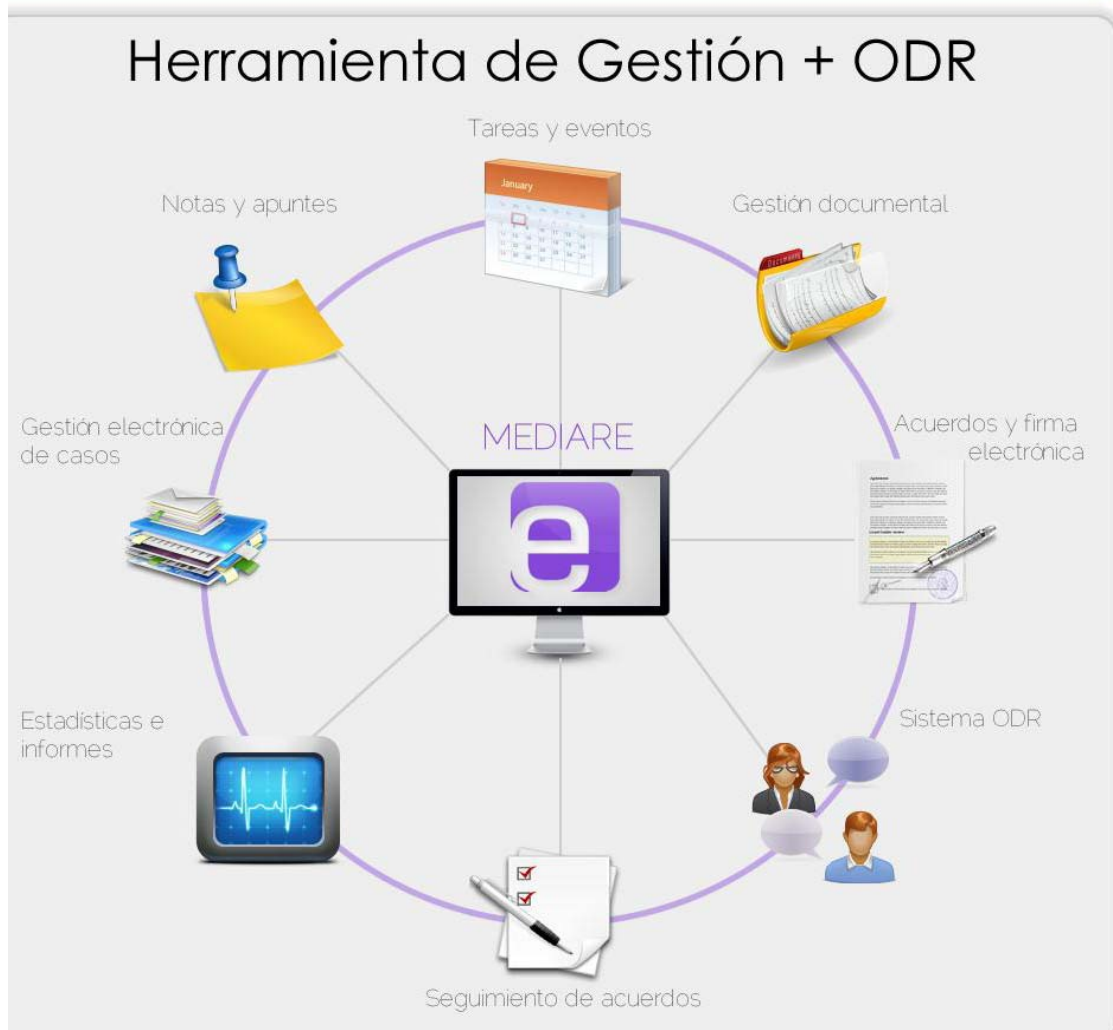 Herramienta de Gestión + ODR
Tareas y eventos
Notas y apuntes
Gestión documental
January
Gestión electrónica
de casos
MEDIARE
e
Acuerdos y firma
electrónica
Estadísticas e
informes
Sistema ODR
Seguimiento de acuerdos